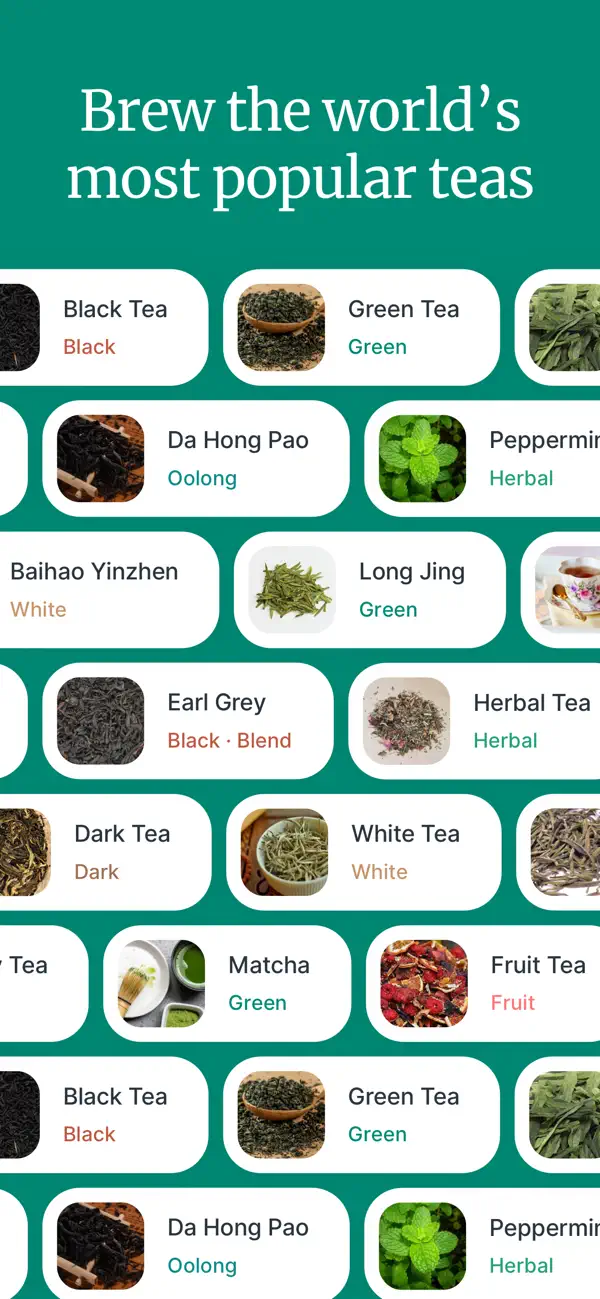 Brew the world’s
most popular teas
Black Tea
Black
Green Tea
Green
Da Hong Pao
Oolong
Peppermin
Herbal
Baihao Yinzhen
White
Long Jing
Green
Earl Grey
Black · Blend
Herbal Tea
Herbal
Dark Tea
Dark
White Tea
White
Tea
Matcha
Green
Fruit Tea
Fruit
Black Tea
Black
Green Tea
Green
Da Hong Pao
Oolong
Peppermin
Herbal